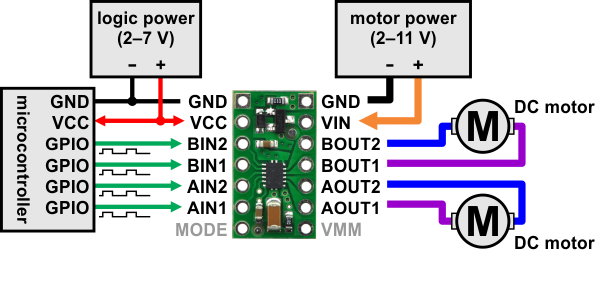 logic power
(2–7 V)
- +
motor power
(2–11 V)
- +
microcontroller
GND
VCC
GPIO
GPIO
GPIO
GPIO
GND
VCC
BIN2
BIN1
AIN2
AIN1
MODE
GND
VIN
BOUT2
BOUT1
AOUT2
AOUT1
VMM
M
DC motor
M
DC motor